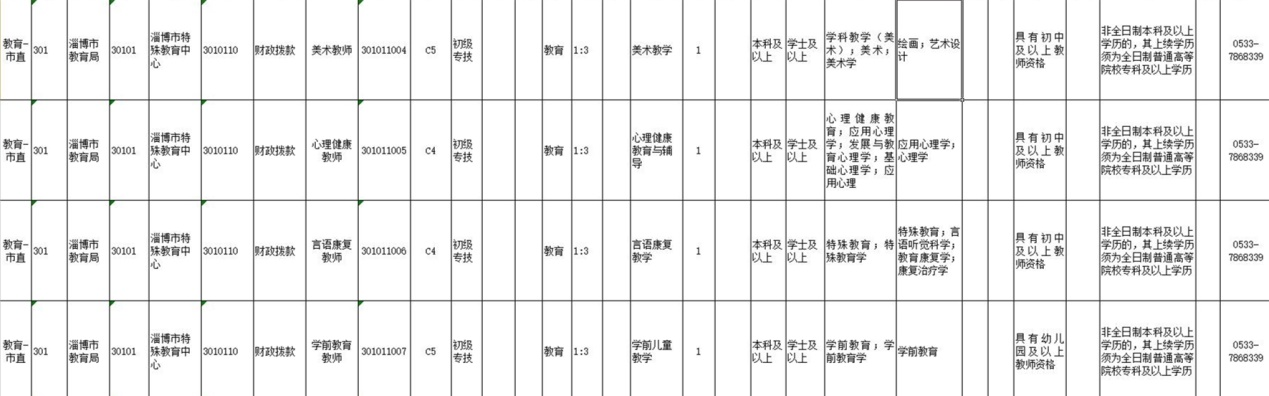 教育-
市直
301
淄博市
教育局
30101
淄博市特
殊教育中
心
3010110
财政拨款
美术教师
301011004
C5
初级
专技
教育
1:3
美术教学
1
本科及
以上
学士及
以上
学科教学（美
术）；美术；
美术学
绘画；艺术设
计
具有初中
及以上教
师资格
非全日制本科及以上
学历的，其上续学历
须为全日制普通高等
院校专科及以上学历
0533-
7868339
教育-
市直
301
淄博市
教育局
30101
淄博市特
殊教育中
心
3010110
财政拨款
心理健康
教师
301011005
C4
初级
专技
教育
1:3
心理健康
教育与辅
导
1
本科及
以上
学士及
以上
心理健康教
育；应用心理
学；发展与教
育心理学；基
础心理学；应
用心理
应用心理学；
心理学
具有初中
及以上教
师资格
非全日制本科及以上
学历的，其上续学历
须为全日制普通高等
院校专科及以上学历
0533-
7868339
教育-
市直
301
淄博市
教育局
30101
淄博市特
殊教育中
心
3010110
财政拨款
言语康复
教师
301011006
C4
初级
专技
教育
1:3
言语康复
教学
1
本科及
以上
学士及
以上
特殊教育；特
殊教育学
特殊教育；言
语听觉科学；
教育康复学；
康复治疗学
具有初中
及以上教
师资格
非全日制本科及以上
学历的，其上续学历
须为全日制普通高等
院校专科及以上学历
0533-
7868339
教育-
市直
301
淄博市
教育局
30101
淄博市特
殊教育中
心
3010110
财政拨款
学前教育
教师
301011007
C5
初级
专技
教育
1:3
学前儿童
教学
1
本科及
以上
学士及
以上
学前教育；学
前教育学
学前教育
具有幼儿
园及以上
教师资格
非全日制本科及以上
学历的，其上续学历
须为全日制普通高等
院校专科及以上学历
0533-
7868339